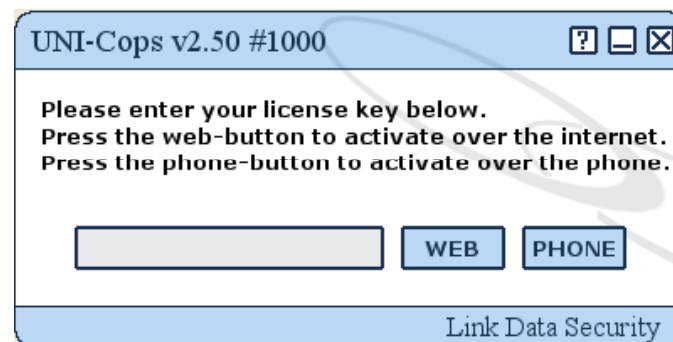 UNI-Cops v2.50 #1000
?
Please enter your license key below.
Press the web-button to activate over the internet.
Press the phone-button to activate over the phone.
WEB PHONE
Link Data Security